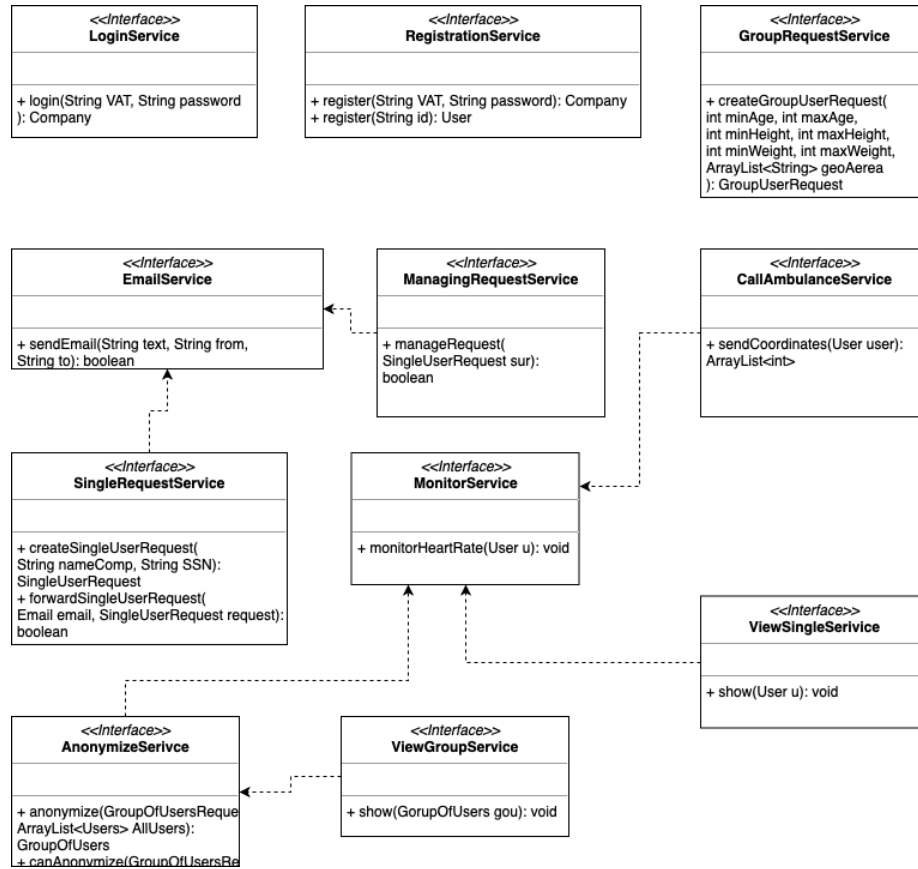 <<Interface>>
LoginService
+ login(String VAT, String password
): Company
<<Interface>>
RegistrationService
+ register(String VAT, String password): Company
+ register(String id): User
<<Interface>>
GroupRequestService
+ createGroupUserRequest(
int minAge, int maxAge,
int minHeight, int maxHeight,
int minWeight, int maxWeight,
ArrayList<String> geoAerea
): GroupUserRequest
<<Interface>>
EmailService
+ sendEmail(String text, String from,
String to): boolean
<<Interface>>
ManagingRequestService
+ manageRequest(
SingleUserRequest sur):
boolean
<<Interface>>
CallAmbulanceService
+ sendCoordinates(User user):
ArrayList<int>
<<Interface>>
SingleRequestService
+ createSingleUserRequest(
String nameComp, String SSN):
SingleUserRequest
+ forwardSingleUserRequest(
Email email, SingleUserRequest request):
boolean
<<Interface>>
MonitorService
+ monitorHeartRate(User u): void
<<Interface>>
ViewSingleSerivice
+ show(User u): void
<<Interface>>
AnonymizeSerivce
+ anonymize(GroupOfUsersReque
ArrayList<Users> AllUsers):
GroupOfUsers
+ canAnonymize(GroupOfUsersRe
<<Interface>>
ViewGroupService
+ show(GorupOfUsers gou): void